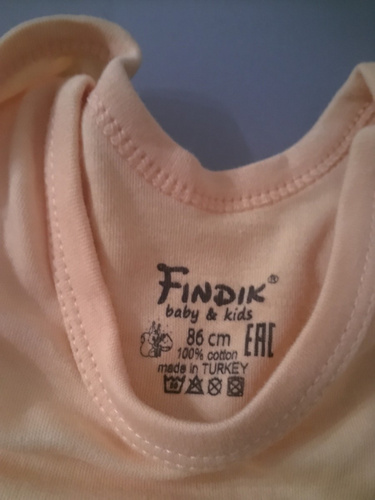 FINDIK®
baby & kids
86 cm
EAC
100% cotton
made in TURKEY